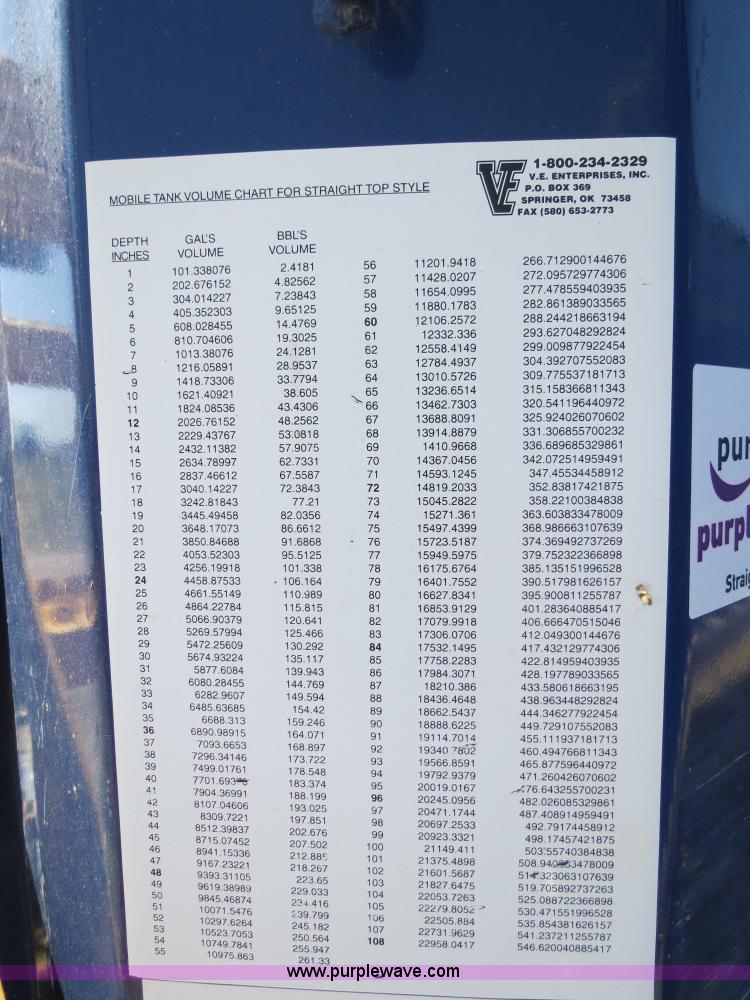 1-800-234-2329
V.E. ENTERPRISES, INC.
P.O. BOX 369
SPRINGER, OK 73458
FAX (580) 653-2773
VE
MOBILE TANK VOLUME CHART FOR STRAIGHT TOP STYLE
DEPTH INCHES GAL'S VOLUME BBL'S VOLUME
1 101.338076 2.4181
2 202.676152 4.82562
3 304.014227 7.23843
4 405.352303 9.65125
5 608.028455 14.4769
6 810.704606 19.3025
7 1013.38076 24.1281
8 1216.05891 28.9537
9 1418.73306 33.7794
10 1621.40921 38.605
11 1824.08536 43.4306
12 2026.76152 48.2562
13 2229.43767 53.0818
14 2432.11382 57.9075
15 2634.78997 62.7331
16 2837.46612 67.5587
17 3040.14227 72.3843
18 3242.81843 77.21
19 3445.49458 82.0356
20 3648.17073 86.6612
21 3850.84688 91.6868
22 4053.52303 95.5125
23 4256.19918 101.338
24 4458.87533 106.164
25 4661.55149 110.989
26 4864.22784 115.815
27 5066.90379 120.641
28 5269.57994 125.466
29 5472.25609 130.292
30 5674.93224 135.117
31 5877.6084 139.943
32 6080.28455 144.769
33 6282.9607 149.594
34 6485.63685 154.42
35 6688.313 159.246
36 6890.98915 164.071
37 7093.6653 168.897
38 7296.34146 173.722
39 7499.01761 178.548
40 183.374
41 7904.36991 188.199
42 8107.04606 193.025
43 8309.7221 197.851
44 8512.39837 202.676
45 8715.07452 207.502
46 8941.15336 212.885
47 9167.23221 218.267
48 9393.31105 223.65
49 9619.38989 229.033
50 9845.46874 234.416
51 10071.5476 239.799
52 10297.6264 245.182
53 10523.7053 250.564
54 10749.7841 255.947
55 10975.863 261.33
56 11201.9418 266.712900144676
57 11428.0207 272.095729774306
58 11654.0995 277.478559403935
59 11880.1783 282.861389033565
60 12106.2572 288.244218663194
61 12332.336 293.627048292824
62 12558.4149 299.009877922454
63 12784.4937 304.392707552083
64 13010.5726 309.775537181713
65 13236.6514 315.158366811343
66 13462.7303 320.541196440972
67 13688.8091 325.924026070602
68 13914.8879 331.306855700232
69 1410.9668 336.689685329861
70 14367.0456 342.072514959491
71 14593.1245 347.45534458912
72 14819.2033 352.83817421875
73 15045.2822 358.22100384838
74 15271.361 363.603833478009
75 15497.4399 368.986663107639
76 15723.5187 374.369492737269
77 15949.5975 379.752322366898
78 16175.6764 385.135151996528
79 16401.7552 390.517981626157
80 16627.8341 395.900811255787
81 16853.9129 401.283640885417
82 17079.9918 406.666470515046
83 17306.0706 412.049300144676
84 17532.1495 417.432129774306
85 17758.2283 422.814959403935
86 17984.3071 428.197789033565
87 18210.386 433.580618663195
88 18436.4648 438.963448292824
89 18662.5437 444.346277922454
90 18888.6225 449.729107552083
91 19114.7014 455.111937181713
92 19340.7802 460.494766811343
93 19566.8591 465.877596440972
94 19792.9379 471.260426070602
95 20019.0167 476.643255700231
96 20245.0956 482.026085329861
97 20471.1744 487.408914959491
98 20697.2533 492.79174458912
99 20923.3321 498.17457421875
100 21149.411 503.55740384838
101 21375.4898 508.940233478009
102 21601.5687 514.323063107639
103 21827.6475 519.705892737263
104 22053.7263 525.088722366898
105 22279.8052 530.471551996528
106 22505.884 535.854381626157
107 22731.9629 541.237211255787
108 22958.0417 546.620040885417
pur
purpl
Straig
www.purplewave.com